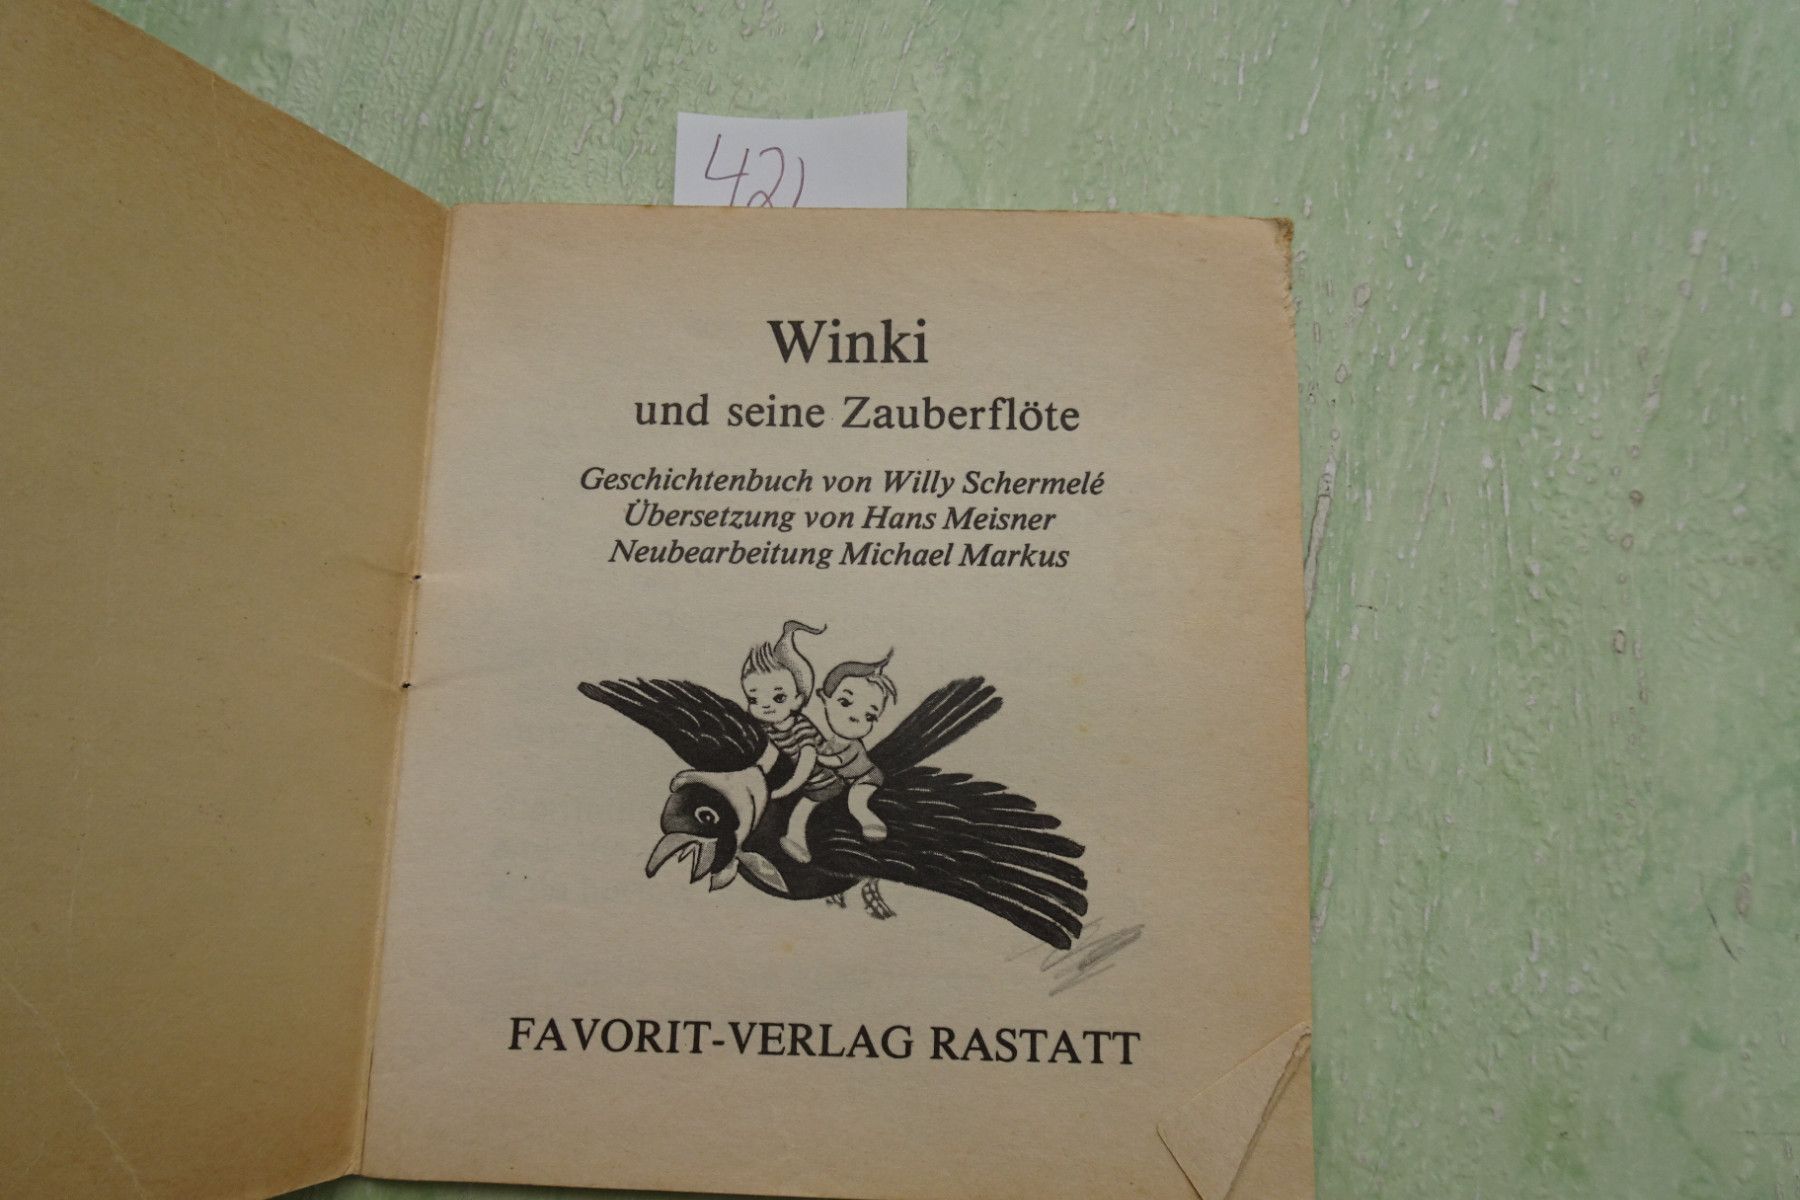 421
Winki
und seine Zauberflöte
Geschichtenbuch von Willy Schermelé
Übersetzung von Hans Meisner
Neubearbeitung Michael Markus
FAVORIT-VERLAG RASTATT